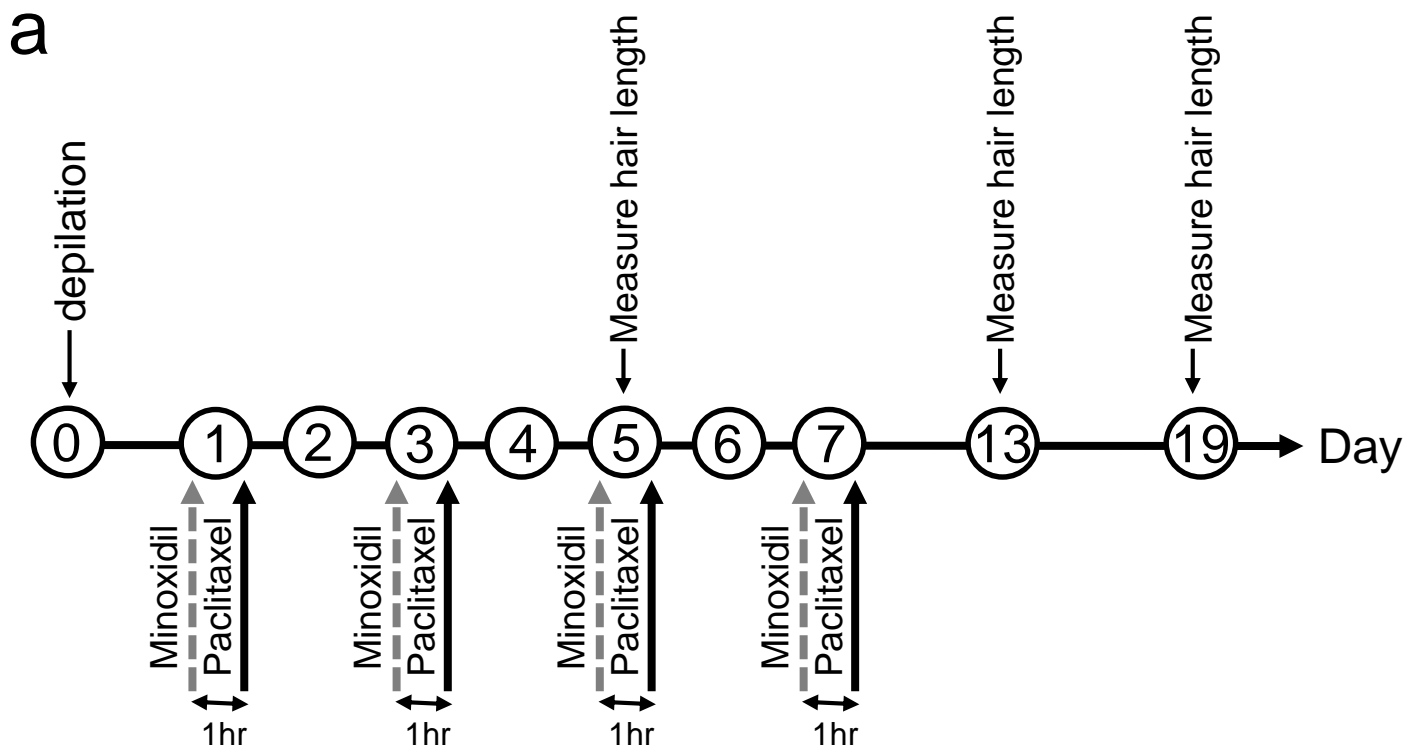 a
depilation
Measure hair length
Measure hair length
Measure hair length
0
1
2
3
4
5
6
7
13
19
Day
Minoxidil
Paclitaxel
Minoxidil
Paclitaxel
Minoxidil
Paclitaxel
Minoxidil
Paclitaxel
1hr
1hr
1hr
1hr